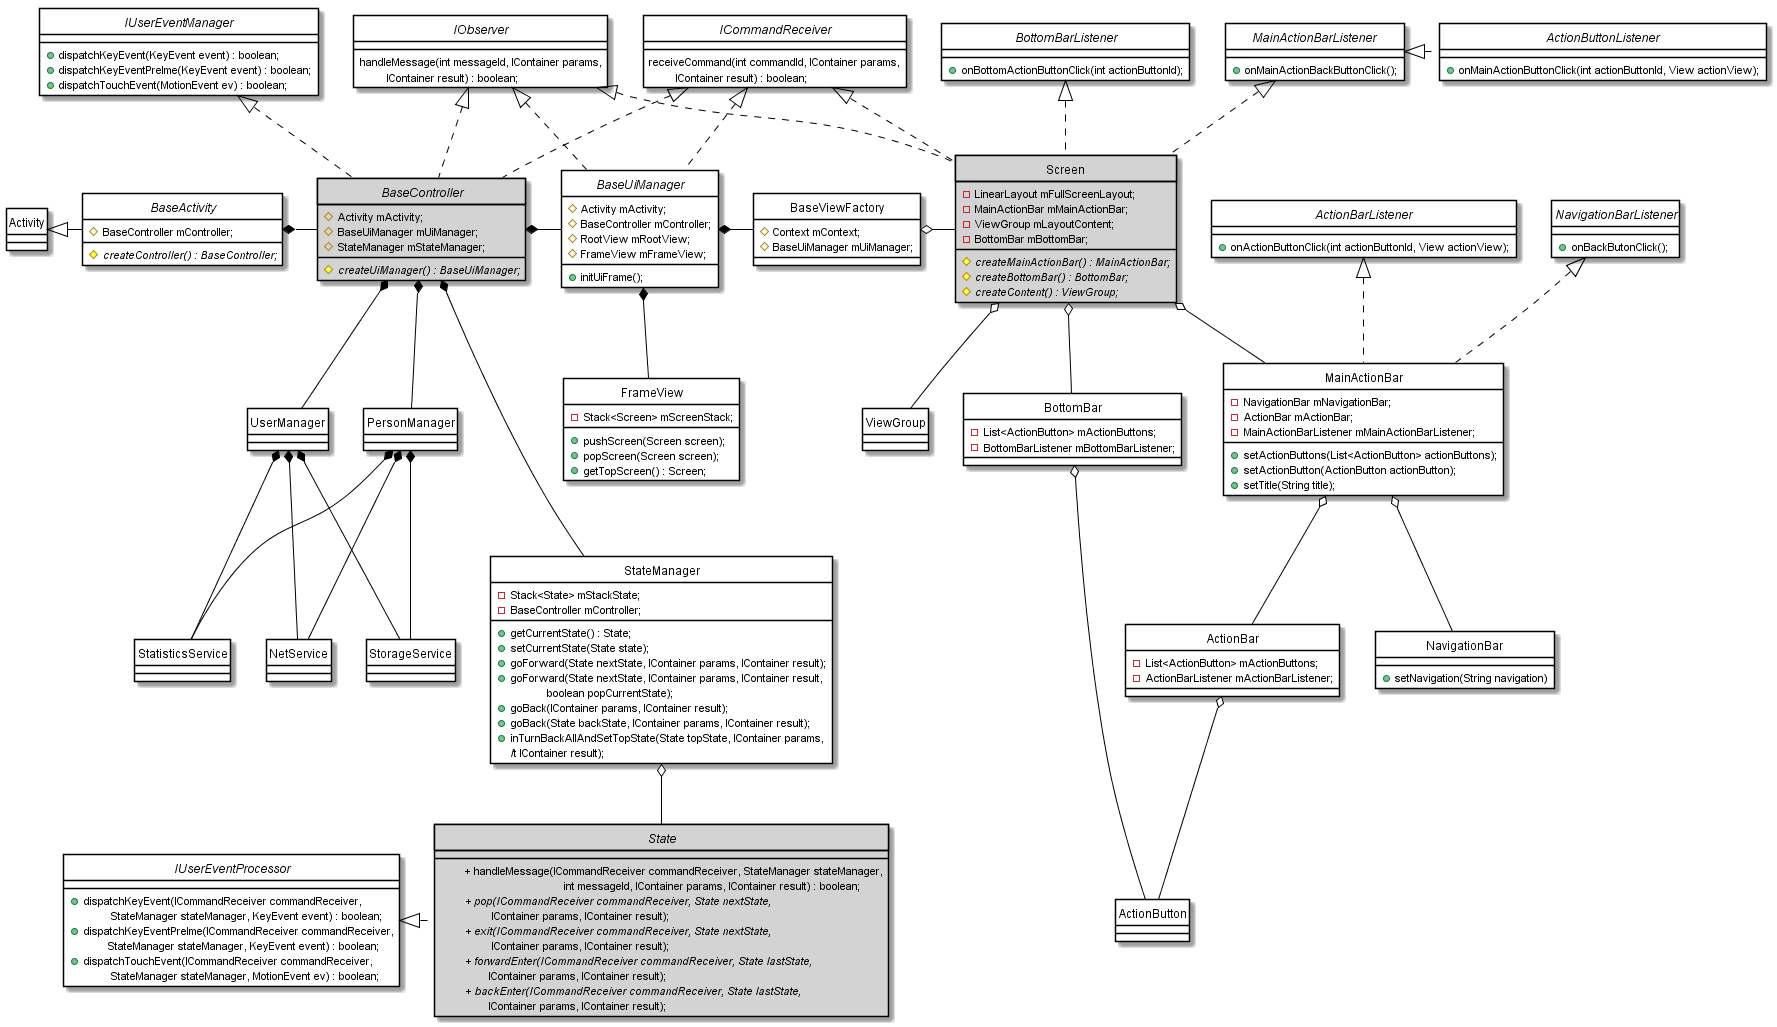 IUserEventManager
dispatchKeyEvent(KeyEvent event) : boolean;
dispatchKeyEventPreIme(KeyEvent event) : boolean;
dispatchTouchEvent(MotionEvent ev) : boolean;
IObserver
handleMessage(int messageId, IContainer params,
IContainer result) : boolean;
ICommandReceiver
receiveCommand(int commandId, IContainer params,
IContainer result) : boolean;
BottomBarListener
onBottomActionButtonClick(int actionButtonId);
MainActionBarListener
onMainActionBackButtonClick();
ActionButtonListener
onMainActionButtonClick(int actionButtonId, View actionView);
Activity
BaseActivity
BaseController mController;
createController() : BaseController;
BaseController
Activity mActivity;
BaseUiManager mUiManager;
StateManager mStateManager;
createUiManager() : BaseUiManager;
BaseUiManager
Activity mActivity;
BaseController mController;
RootView mRootView;
FrameView mFrameView;
initUiFrame();
BaseViewFactory
Context mContext;
BaseUiManager mUiManager;
Screen
LinearLayout mFullScreenLayout;
MainActionBar mMainActionBar;
ViewGroup mLayoutContent;
BottomBar mBottomBar;
createMainActionBar() : MainActionBar;
createBottomBar() : BottomBar;
createContent() : ViewGroup;
ActionBarListener
onActionButtonClick(int actionButtonId, View actionView);
NavigationBarListener
onBackButonClick();
UserManager
PersonManager
FrameView
Stack<Screen> mScreenStack;
pushScreen(Screen screen);
popScreen(Screen screen);
getTopScreen() : Screen;
ViewGroup
BottomBar
List<ActionButton> mActionButtons;
BottomBarListener mBottomBarListener;
MainActionBar
NavigationBar mNavigationBar;
ActionBar mActionBar;
MainActionBarListener mMainActionBarListener;
setActionButtons(List<ActionButton> actionButtons);
setActionButton(ActionButton actionButton);
setTitle(String title);
StatisticsService
NetService
StorageService
StateManager
Stack<State> mStackState;
BaseController mController;
getCurrentState() : State;
setCurrentState(State state);
goForward(State nextState, IContainer params, IContainer result);
goForward(State nextState, IContainer params, IContainer result,
boolean popCurrentState);
goBack(IContainer params, IContainer result);
goBack(State backState, IContainer params, IContainer result);
inTurnBackAllAndSetTopState(State topState, IContainer params,
/t IContainer result);
ActionBar
List<ActionButton> mActionButtons;
ActionBarListener mActionBarListener;
NavigationBar
setNavigation(String navigation)
IUserEventProcessor
dispatchKeyEvent(ICommandReceiver commandReceiver,
StateManager stateManager, KeyEvent event) : boolean;
dispatchKeyEventPreIme(ICommandReceiver commandReceiver,
StateManager stateManager, KeyEvent event) : boolean;
dispatchTouchEvent(ICommandReceiver commandReceiver,
StateManager stateManager, MotionEvent ev) : boolean;
State
+ handleMessage(ICommandReceiver commandReceiver, StateManager stateManager,
int messageId, IContainer params, IContainer result) : boolean;
+ pop(ICommandReceiver commandReceiver, State nextState,
IContainer params, IContainer result);
+ exit(ICommandReceiver commandReceiver, State nextState,
IContainer params, IContainer result);
+ forwardEnter(ICommandReceiver commandReceiver, State lastState,
IContainer params, IContainer result);
+ backEnter(ICommandReceiver commandReceiver, State lastState,
IContainer params, IContainer result);
ActionButton